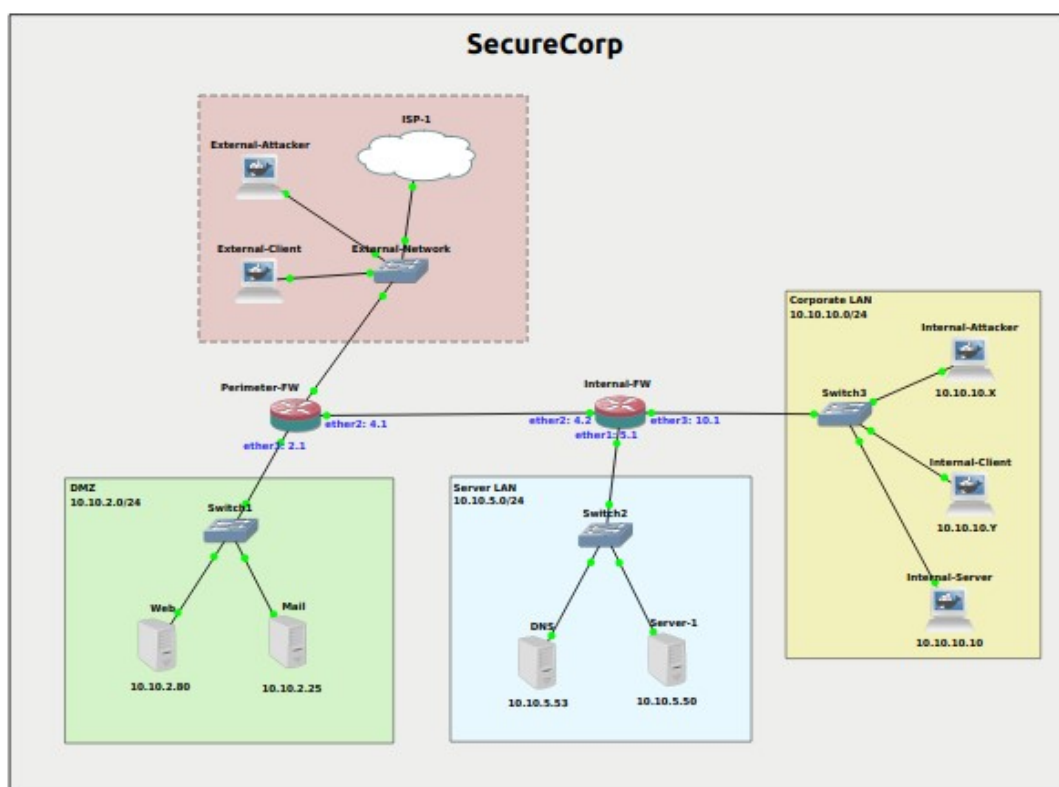 SecureCorp
ISP-1
External-Attacker
External-Client
External-Network
Corporate LAN
10.10.10.0/24
Internal-Attacker
10.10.10.X
Perimeter-FW
Internal-FW
Switch3
ether2: 4.1
ether2: 4.2
ether3: 10.1
ether1: 5.1
2.1
Internal-Client
10.10.10.Y
DMZ
10.10.2.0/24
Switch1
Server LAN
10.10.5.0/24
Switch2
Internal-Server
10.10.10.10
Web
Mail
10.10.2.80
10.10.2.25
DNS
Server-1
10.10.5.53
10.10.5.50